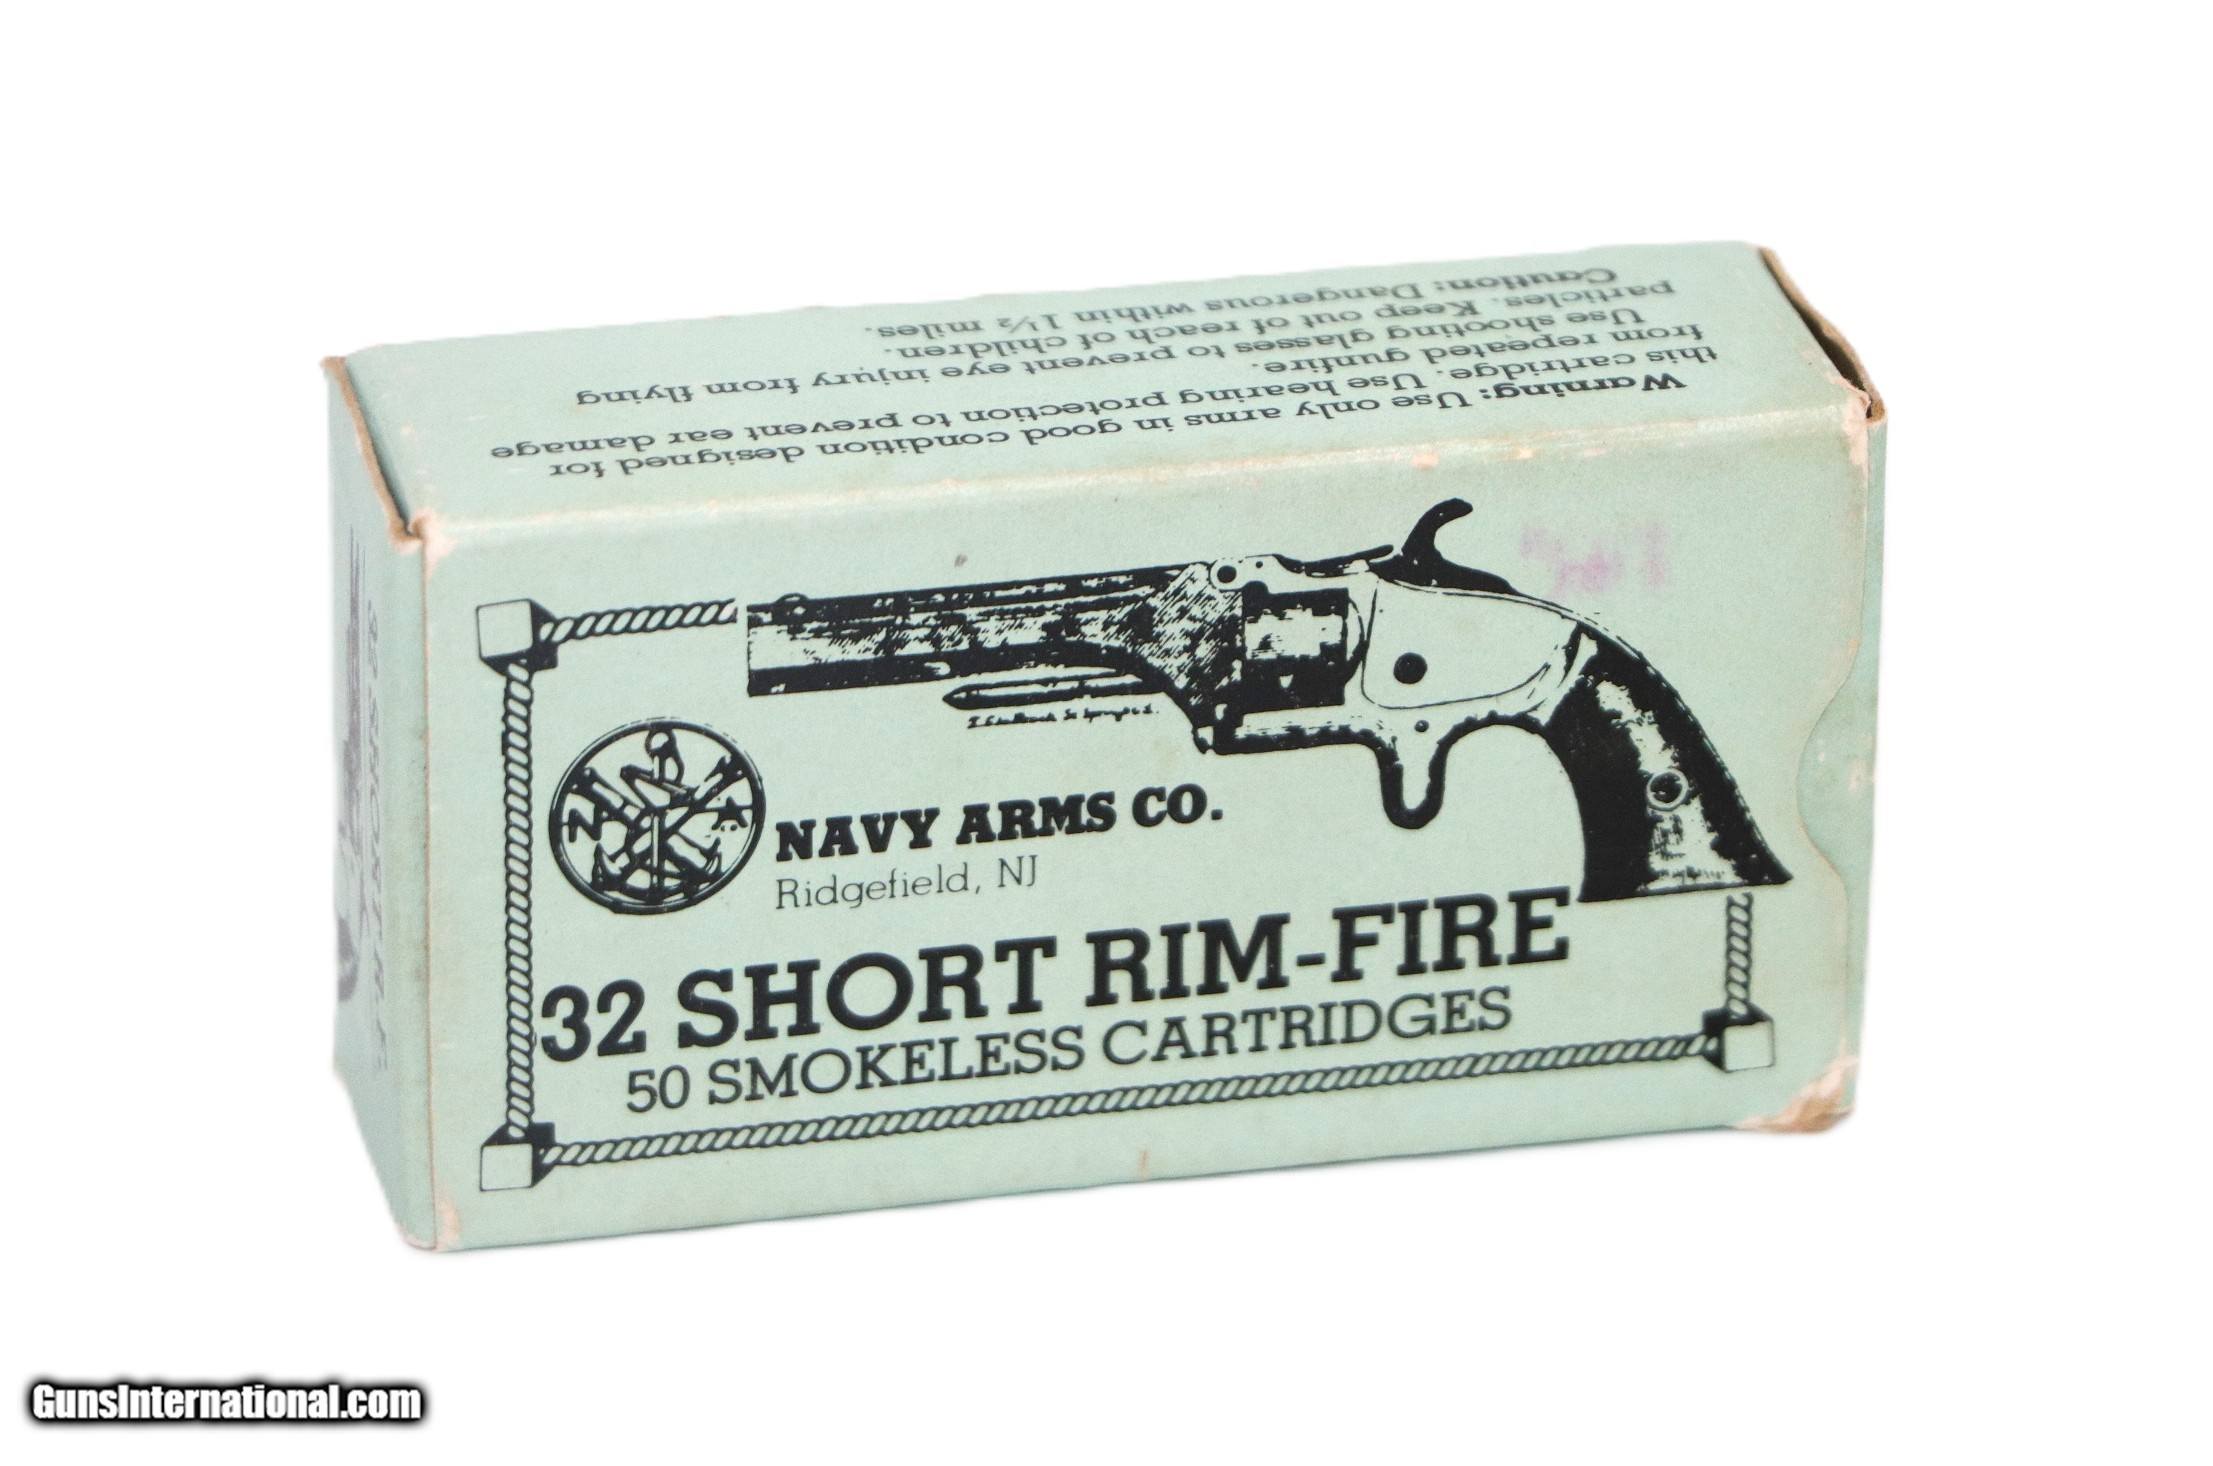 Warning: Use only arms in good condition designed for
this cartridge. Use hearing protection to prevent ear damage
from repeated gunfire.
Use shooting glasses to prevent eye injury from flying
particles. Keep out of reach of children.
Caution: Dangerous within 1½ miles.
NAVY ARMS CO.
Ridgefield, NJ
32 SHORT RIM-FIRE
50 SMOKELESS CARTRIDGES
32 SHORT R.F.
GunsInternational.com